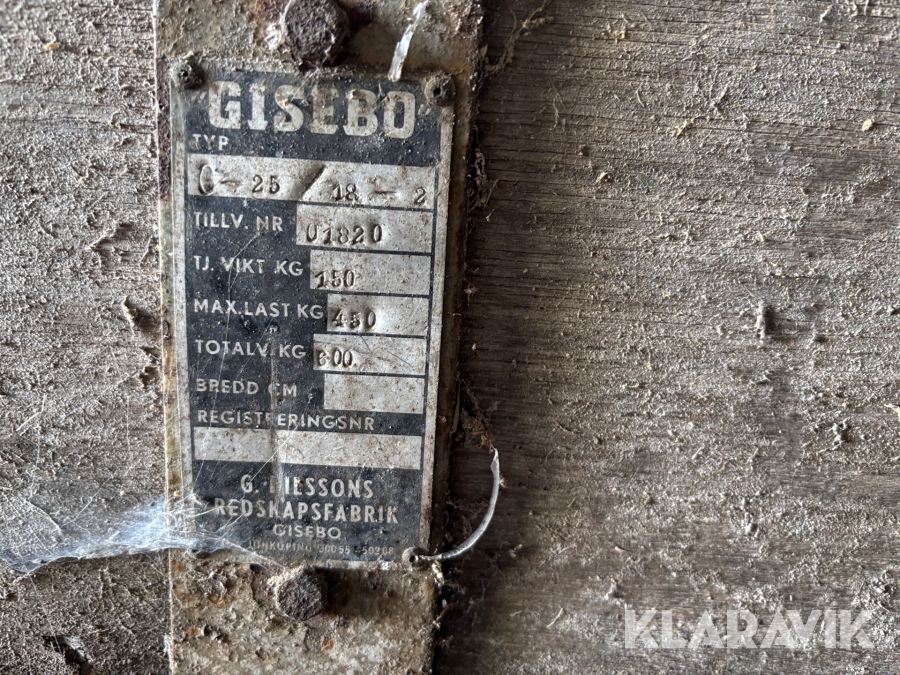 GISEBO
TYP
25 / 18 - 2
TILLV. NR U1820
TJ. VIKT KG 150
MAX. LAST KG 450
TOTALV. KG 600
BREDD CM
REGISTRERINGSNR
G. NILSSONS
REDSKAPSFABRIK
GISEBO
KLARAVIK